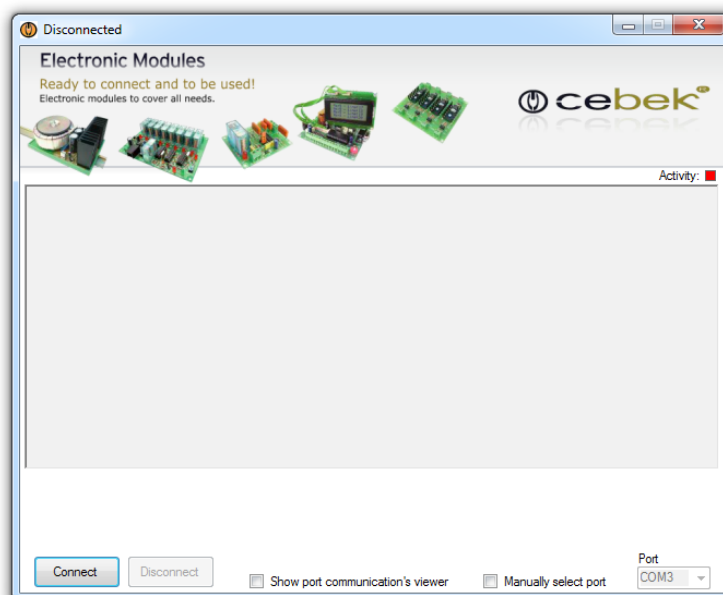 Disconnected
Electronic Modules
Ready to connect and to be used!
Electronic modules to cover all needs.
cebek
Activity:
Connect
Disconnect
Show port communication's viewer
Manually select port
Port
COM3